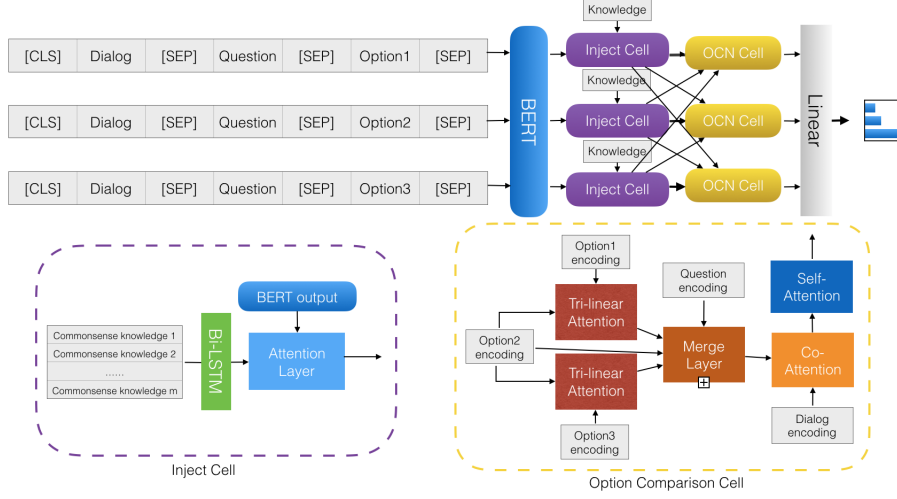 Knowledge
[CLS] Dialog [SEP] Question [SEP] Option1 [SEP]
Inject Cell
OCN Cell
Knowledge
[CLS] Dialog [SEP] Question [SEP] Option2 [SEP]
BERT
Inject Cell
OCN Cell
Linear
Knowledge
[CLS] Dialog [SEP] Question [SEP] Option3 [SEP]
Inject Cell
OCN Cell
BERT output
Commonsense knowledge 1
Commonsense knowledge 2
......
Commonsense knowledge m
Bi-LSTM
Attention
Layer
Inject Cell
Option1
encoding
Question
encoding
Self-
Attention
Tri-linear
Attention
Option2
encoding
Merge
Layer
Co-
Attention
Tri-linear
Attention
Option3
encoding
Dialog
encoding
Option Comparison Cell